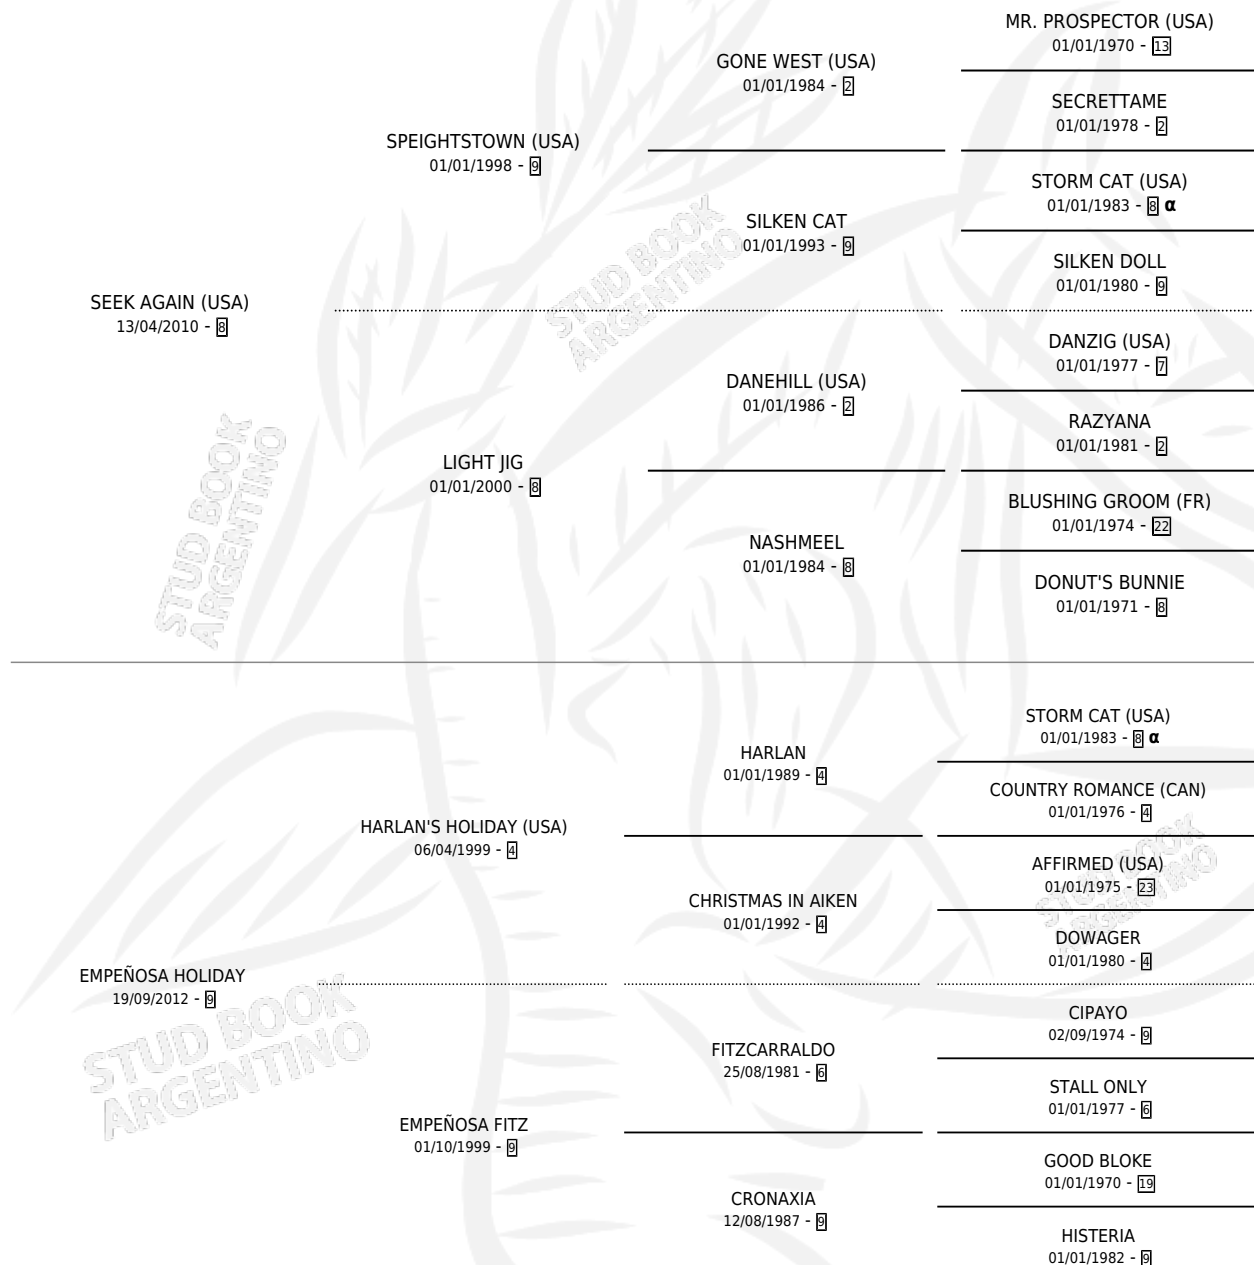 MR. PROSPECTOR (USA)
01/01/1970 - 13
GONE WEST (USA)
01/01/1984 - 2
SECRETTAME
01/01/1978 - 2
SPEIGHTSTOWN (USA)
01/01/1998 - 9
STORM CAT (USA)
01/01/1983 - 8 α
SILKEN CAT
01/01/1993 - 9
SILKEN DOLL
01/01/1980 - 9
SEEK AGAIN (USA)
13/04/2010 - 8
DANZIG (USA)
01/01/1977 - 7
DANEHILL (USA)
01/01/1986 - 2
RAZYANA
01/01/1981 - 2
LIGHT JIG
01/01/2000 - 8
BLUSHING GROOM (FR)
01/01/1974 - 22
NASHMEEL
01/01/1984 - 8
DONUT'S BUNNIE
01/01/1971 - 8
STORM CAT (USA)
01/01/1983 - 8 α
HARLAN
01/01/1989 - 4
COUNTRY ROMANCE (CAN)
01/01/1976 - 4
HARLAN'S HOLIDAY (USA)
06/04/1999 - 4
AFFIRMED (USA)
01/01/1975 - 23
CHRISTMAS IN AIKEN
01/01/1992 - 4
DOWAGER
01/01/1980 - 4
EMPEÑOSA HOLIDAY
19/09/2012 - 9
CIPAYO
02/09/1974 - 9
FITZCARRALDO
25/08/1981 - 6
STALL ONLY
01/01/1977 - 6
EMPEÑOSA FITZ
01/10/1999 - 9
GOOD BLOKE
01/01/1970 - 19
CRONAXIA
12/08/1987 - 9
HISTERIA
01/01/1982 - 9
STUD BOOK
ARGENTINO
STUD BOOK
ARGENTINO
STUD BOOK
ARGENTINO
STUD BOOK
ARGENTINO